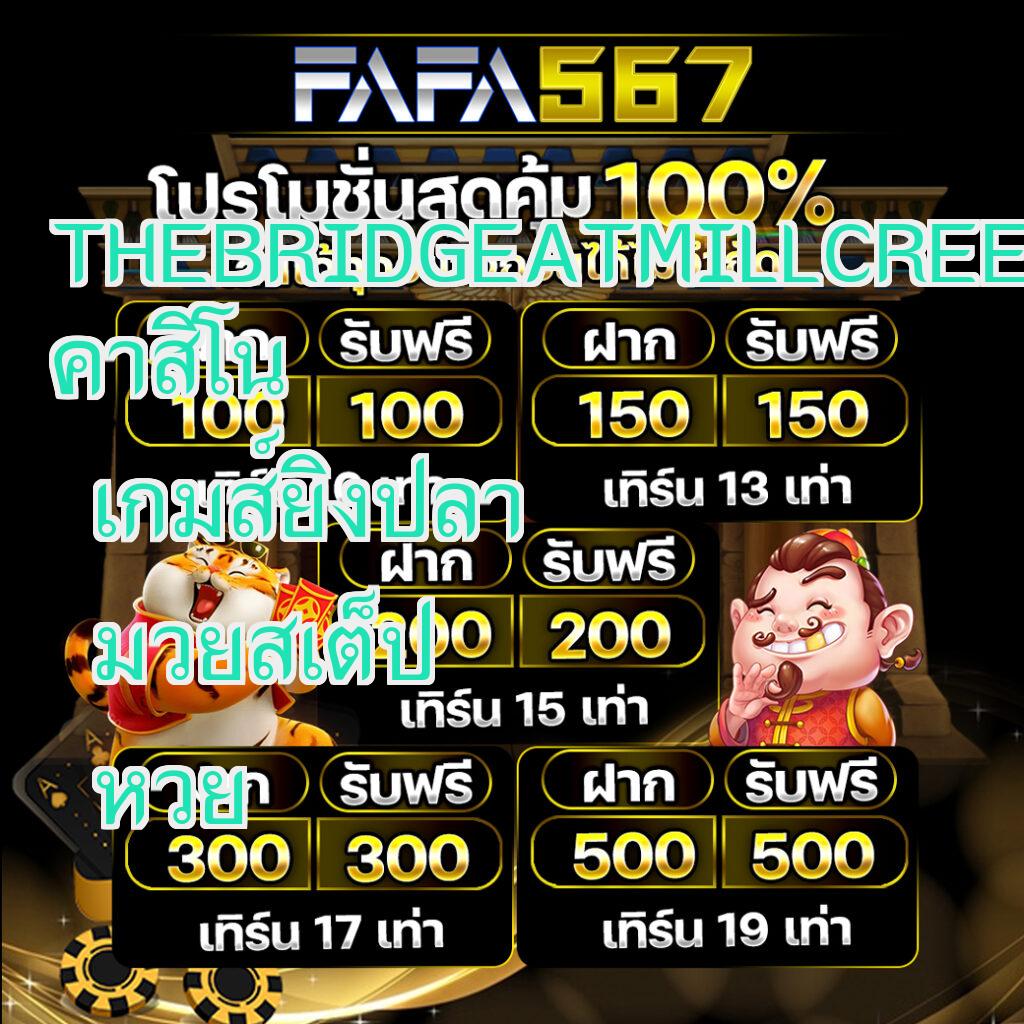 FAFA567
โปรโมชั่นสุดคุ้ม 100%
THEBRIDGEATMILLCREE
คาสิโน
รับฟรี
ฝาก
รับฟรี
100
100
150
150
เกมส์ยิงปลา
เทิร์น 13 เท่า
ฝาก
รับฟรี
มวยสเต็ป
200
เทิร์น 15 เท่า
หวย
รับฟรี
ฝาก
รับฟรี
300
300
500
500
เทิร์น 17 เท่า
เทิร์น 19 เท่า